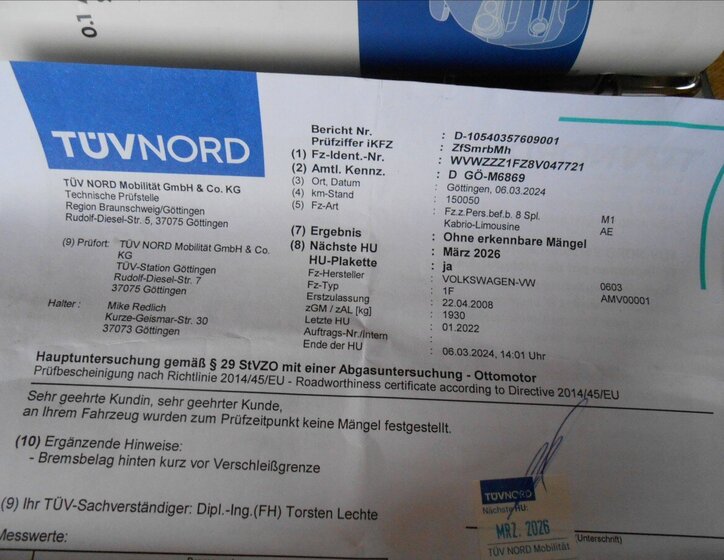 0.1
TÜVNORD
TÜV NORD Mobilität GmbH & Co. KG
Technische Prüfstelle
Region Braunschweig/Göttingen
Rudolf-Diesel-Str. 5, 37075 Göttingen
(9) Prüfort: TÜV NORD Mobilität GmbH & Co.
KG
TÜV-Station Göttingen
Rudolf-Diesel-Str. 7
37075 Göttingen
Halter : Mike Redlich
Kurze-Geismar-Str. 30
37073 Göttingen
Bericht Nr. : D-10540357609001
Prüfziffer iKFZ : ZfSmrbMh
(1) Fz-Ident.-Nr. : WVWZZZ1FZ8V047721
(2) Amtl. Kennz. : D GÖ-M6869
(3) Ort, Datum : Göttingen, 06.03.2024
(4) km-Stand : 150050
(5) Fz-Art : Fz.z.Pers.bef.b. 8 Spl. M1
Kabrio-Limousine AE
(7) Ergebnis : Ohne erkennbare Mängel
(8) Nächste HU : März 2026
HU-Plakette : ja
Fz-Hersteller : VOLKSWAGEN-VW 0603
Fz-Typ : 1F AMV00001
Erstzulassung : 22.04.2008
zGM / zAL [kg] : 1930
Letzte HU : 01.2022
Auftrags-Nr./intern :
Ende der HU : 06.03.2024, 14:01 Uhr
Hauptuntersuchung gemäß § 29 StVZO mit einer Abgasuntersuchung - Ottomotor
Prüfbescheinigung nach Richtlinie 2014/45/EU - Roadworthiness certificate according to Directive 2014/45/EU
Sehr geehrte Kundin, sehr geehrter Kunde,
an Ihrem Fahrzeug wurden zum Prüfzeitpunkt keine Mängel festgestellt.
(10) Ergänzende Hinweise:
- Bremsbelag hinten kurz vor Verschleißgrenze
(9) Ihr TÜV-Sachverständiger: Dipl.-Ing.(FH) Torsten Lechte
TÜVNORD
Nächste HU:
MRZ. 2026
TÜV NORD Mobilität
(Unterschrift)
Messwerte: